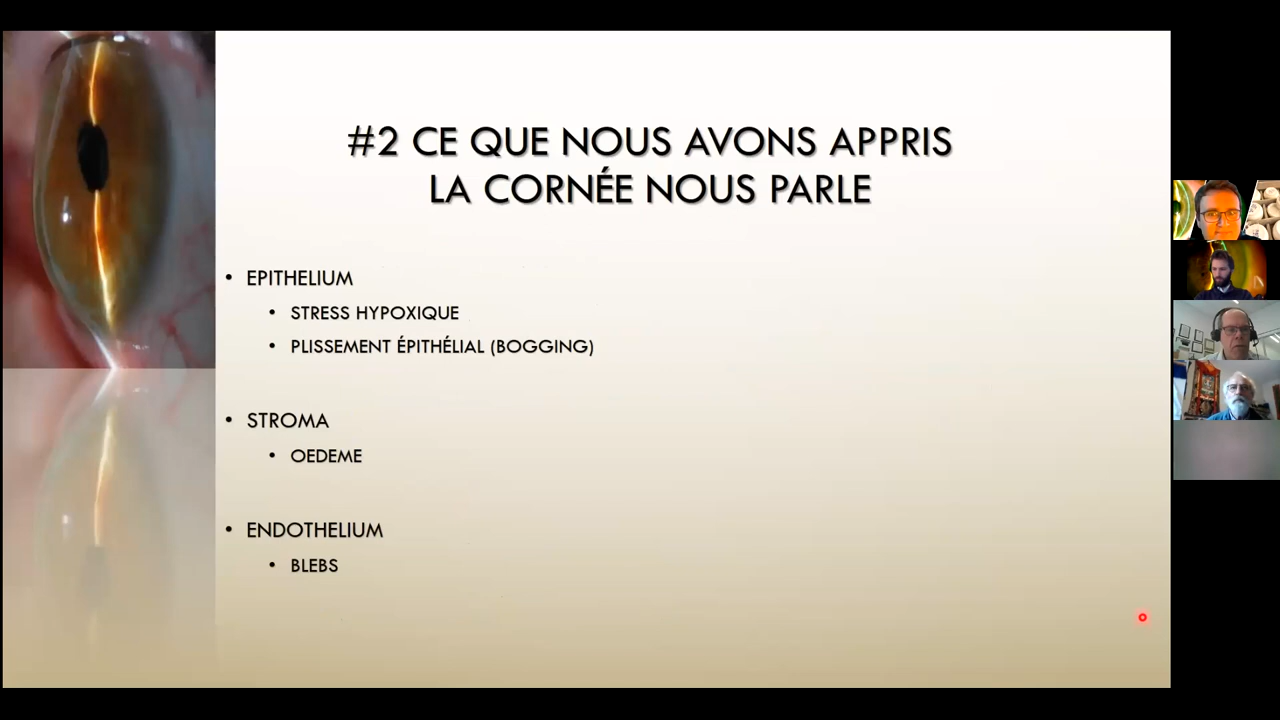 #2 CE QUE NOUS AVONS APPRIS
LA CORNÉE NOUS PARLE
• EPITHELIUM
• STRESS HYPOXIQUE
• PLISSEMENT ÉPITHÉLIAL (BOGGING)
• STROMA
• OEDEME
• ENDOTHELIUM
• BLEBS